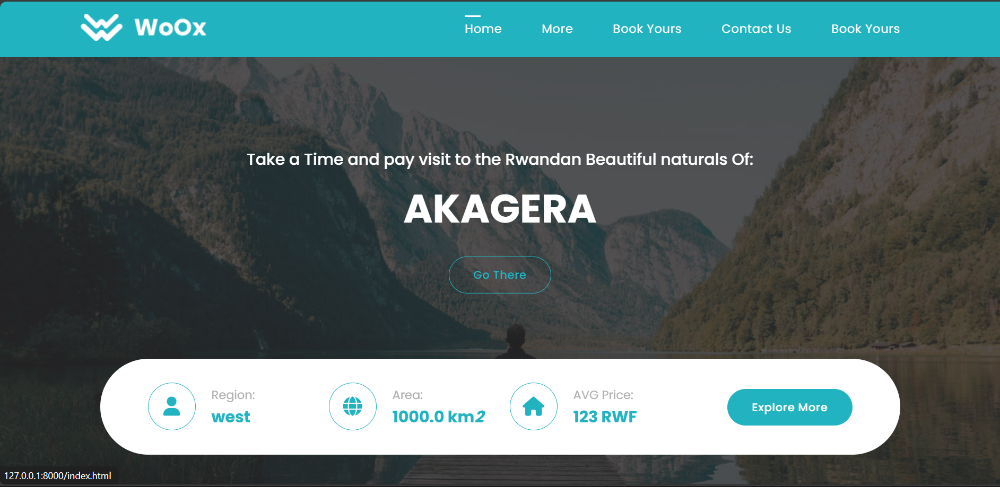 WoOx
Home More Book Yours Contact Us Book Yours
Take a Time and pay visit to the Rwandan Beautiful naturals Of:
AKAGERA
Go There
Region:
west
Area:
1000.0 km2
AVG Price:
123 RWF
Explore More
127.0.0.1:8000/index.html